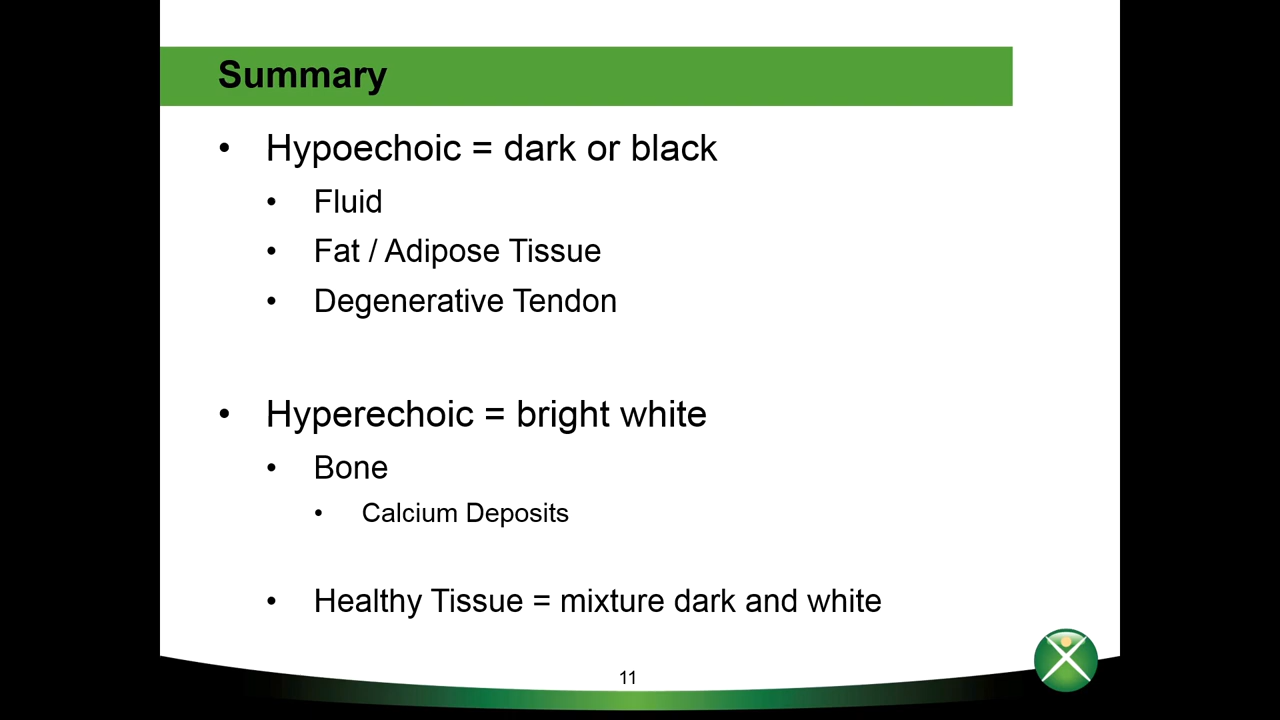 Summary
• Hypoechoic = dark or black
• Fluid
• Fat / Adipose Tissue
• Degenerative Tendon
• Hyperechoic = bright white
• Bone
• Calcium Deposits
• Healthy Tissue = mixture dark and white
11